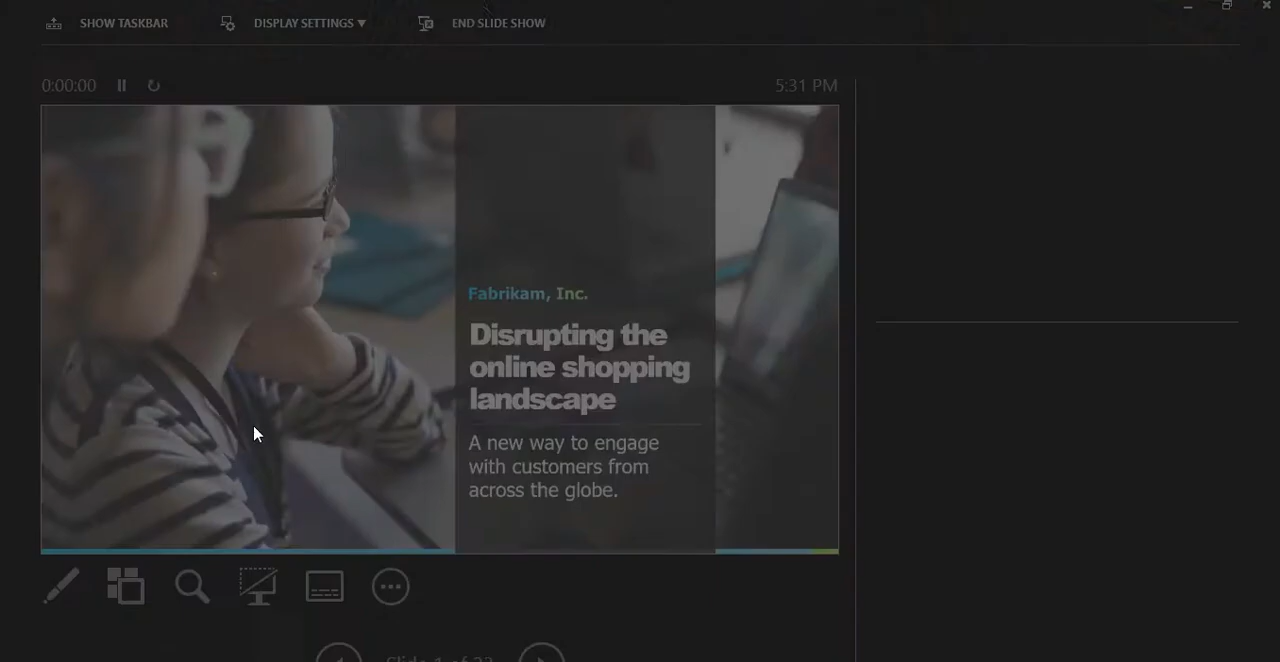 SHOW TASKBAR DISPLAY SETTINGS ▼ END SLIDE SHOW
0:00:00 5:31 PM
Fabrikam, Inc.
Disrupting the
online shopping
landscape
A new way to engage
with customers from
across the globe.